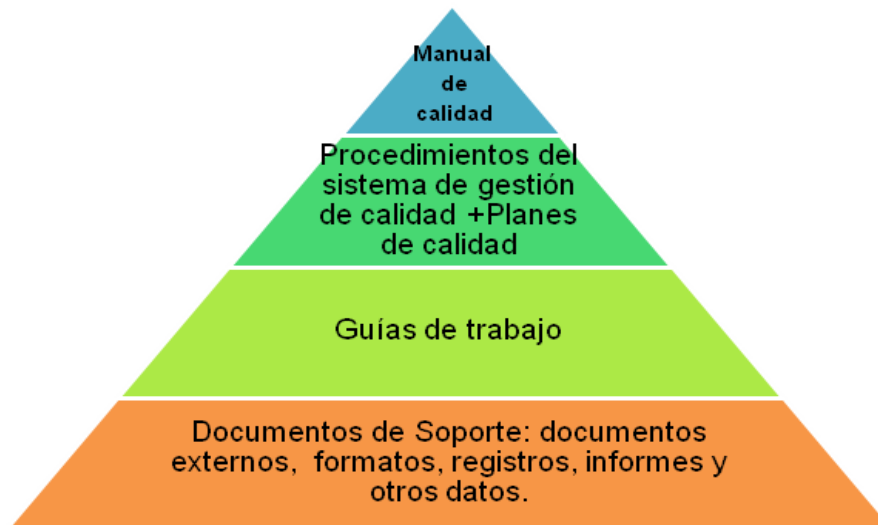 Manual
de
calidad
Procedimientos del
sistema de gestión
de calidad +Planes
de calidad
Guías de trabajo
Documentos de Soporte: documentos
externos,  formatos, registros, informes y
otros datos.